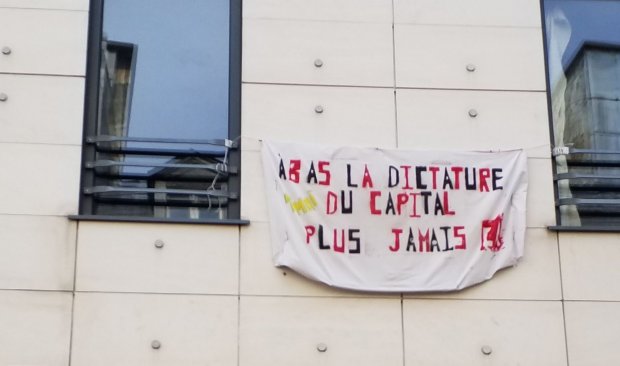 A BAS LA DICTATURE
DU CAPITAL
PLUS JAMAIS